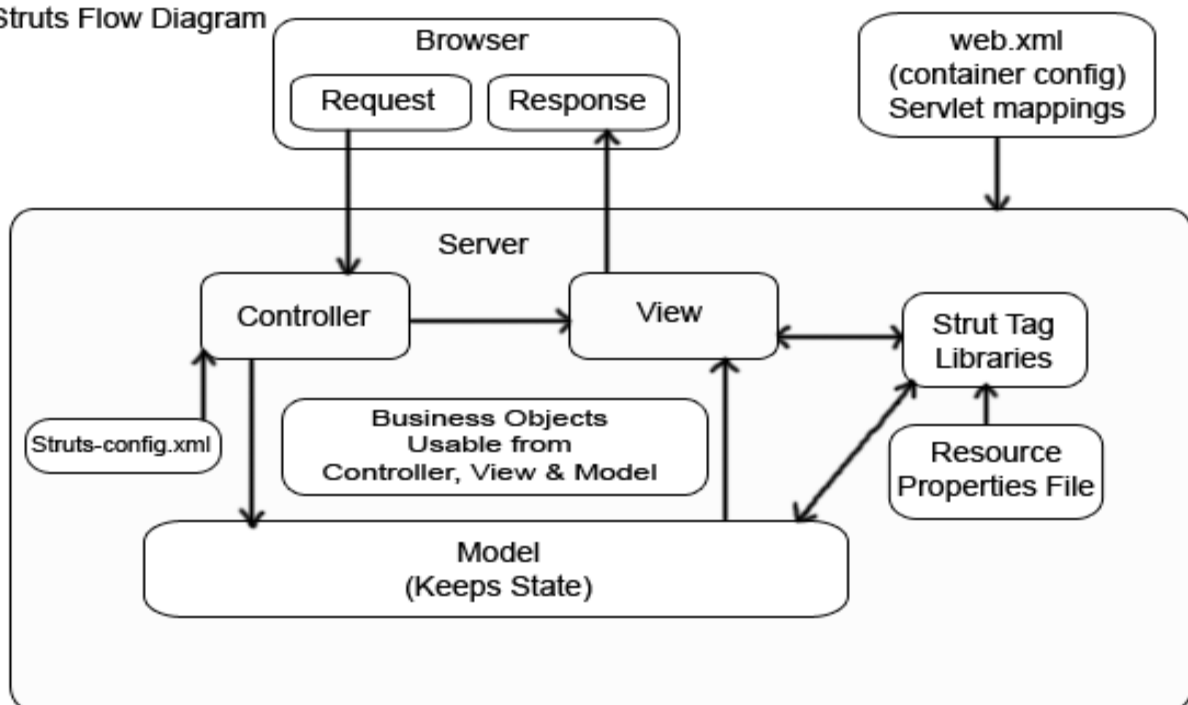 Struts Flow Diagram
Browser
Request
Response
web.xml
(container config)
Servlet mappings
Server
Controller
View
Strut Tag
Libraries
Struts-config.xml
Business Objects
Usable from
Controller, View & Model
Resource
Properties File
Model
(Keeps State)